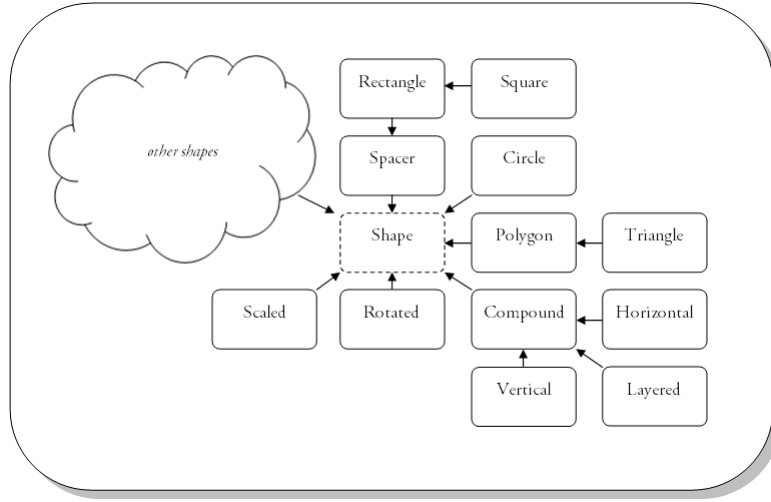 Rectangle
Square
other shapes
Spacer
Circle
Shape
Polygon
Triangle
Scaled
Rotated
Compound
Horizontal
Vertical
Layered